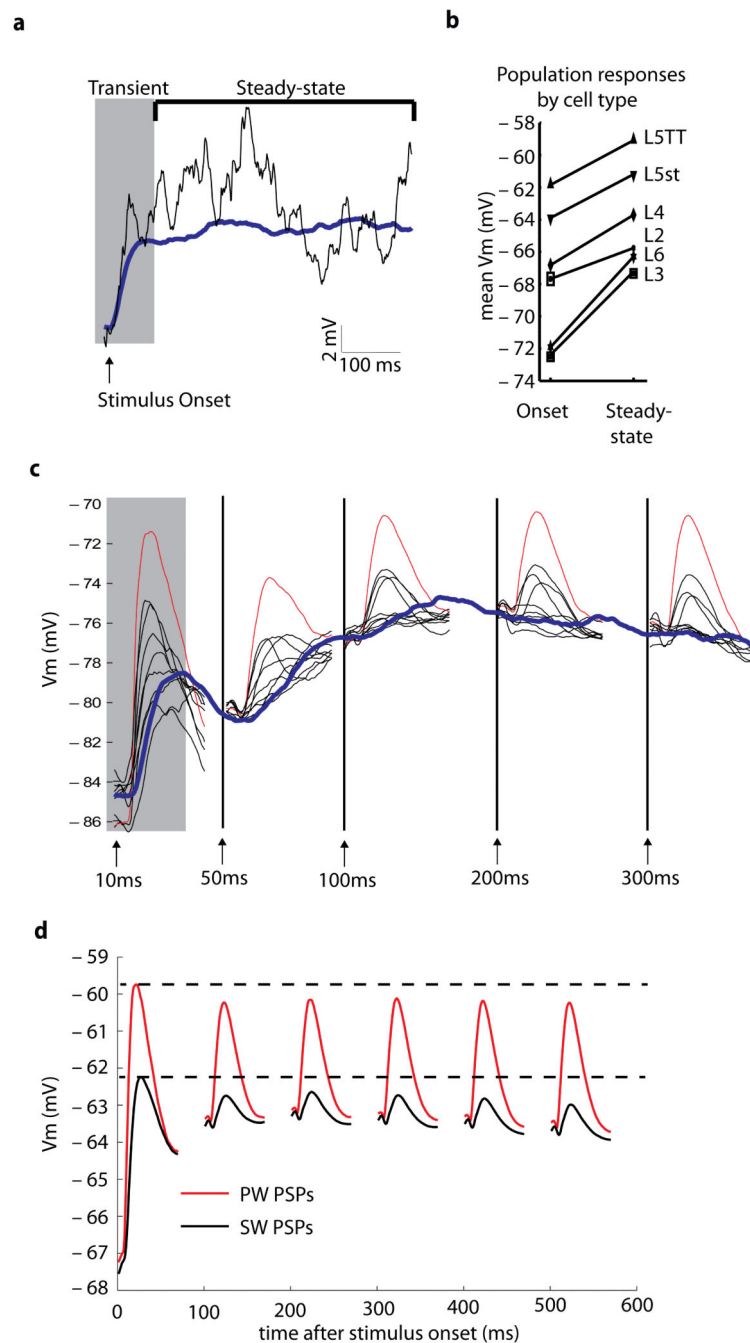 a
Transient
Steady-state
2 mV
100 ms
Stimulus Onset
b
Population responses
by cell type
mean Vm (mV)
– 58
– 60
– 62
– 64
– 66
– 68
– 70
– 72
– 74
L5TT
L5st
L4
L2
L6
L3
Onset
Steady-
state
c
Vm (mV)
– 70
– 72
– 74
– 76
– 78
– 80
– 82
– 84
– 86
10ms
50ms
100ms
200ms
300ms
d
Vm (mV)
– 59
– 60
– 61
– 62
– 63
– 64
– 65
– 66
– 67
– 68
PW PSPs
SW PSPs
0
100
200
300
400
500
600
time after stimulus onset (ms)